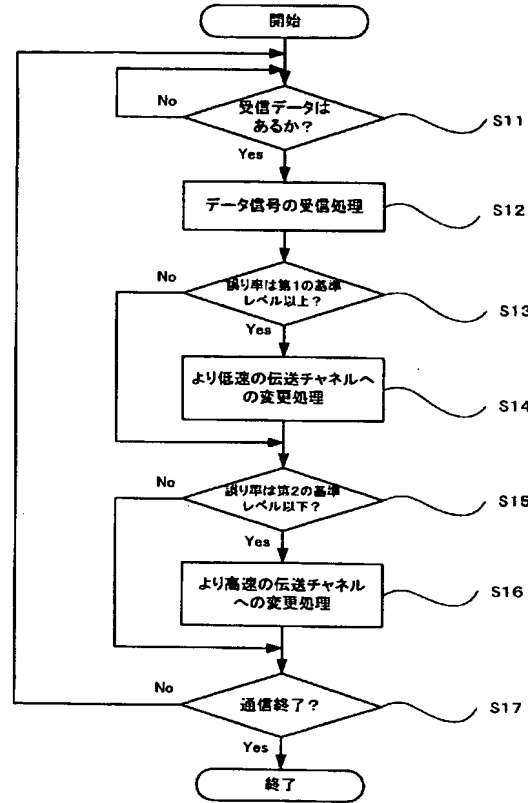 開始
受信データは
あるか？
No
Yes
S11
データ信号の受信処理
S12
誤り率は第1の基準
レベル以上？
No
Yes
S13
より低速の伝送チャネルへ
の変更処理
S14
誤り率は第2の基準
レベル以下？
No
Yes
S15
より高速の伝送チャネル
への変更処理
S16
通信終了？
No
Yes
S17
終了